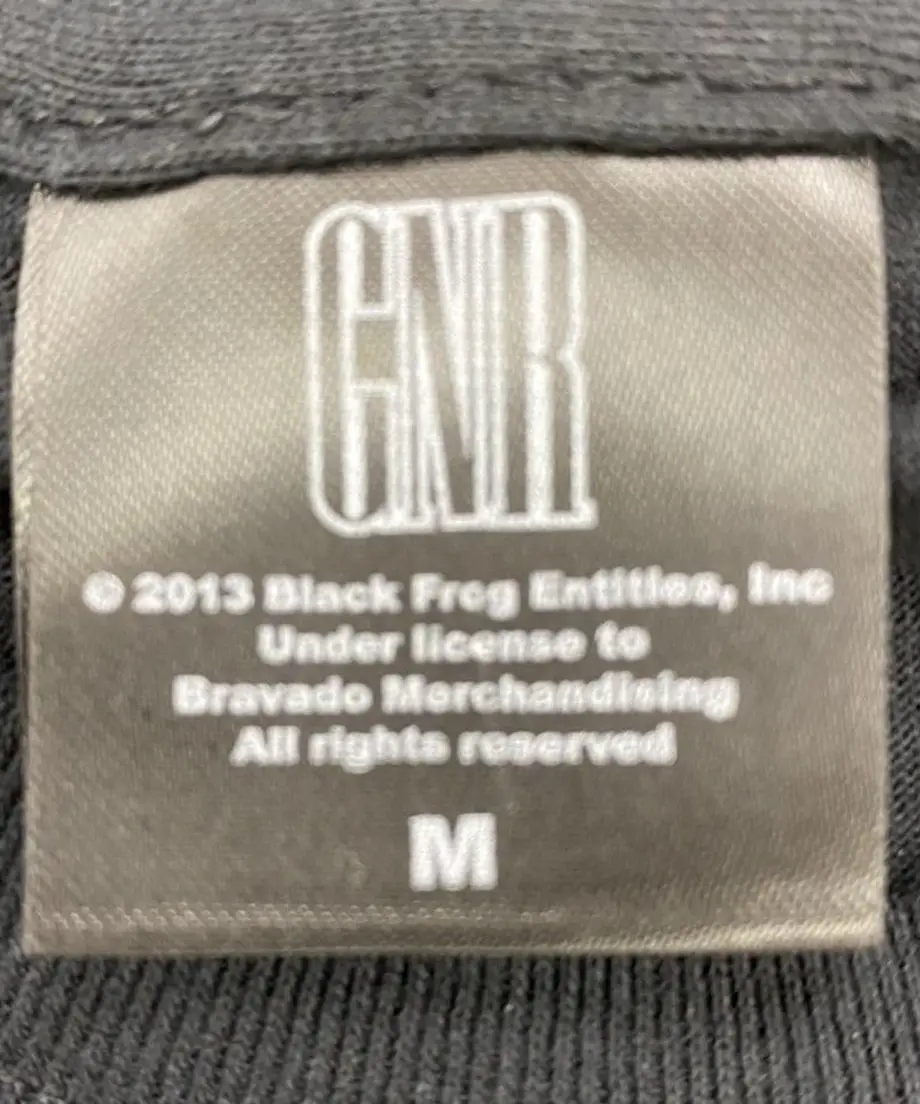 GNR
© 2013 Black Frog Entities, Inc
Under license to
Bravado Merchandising
All rights reserved
M